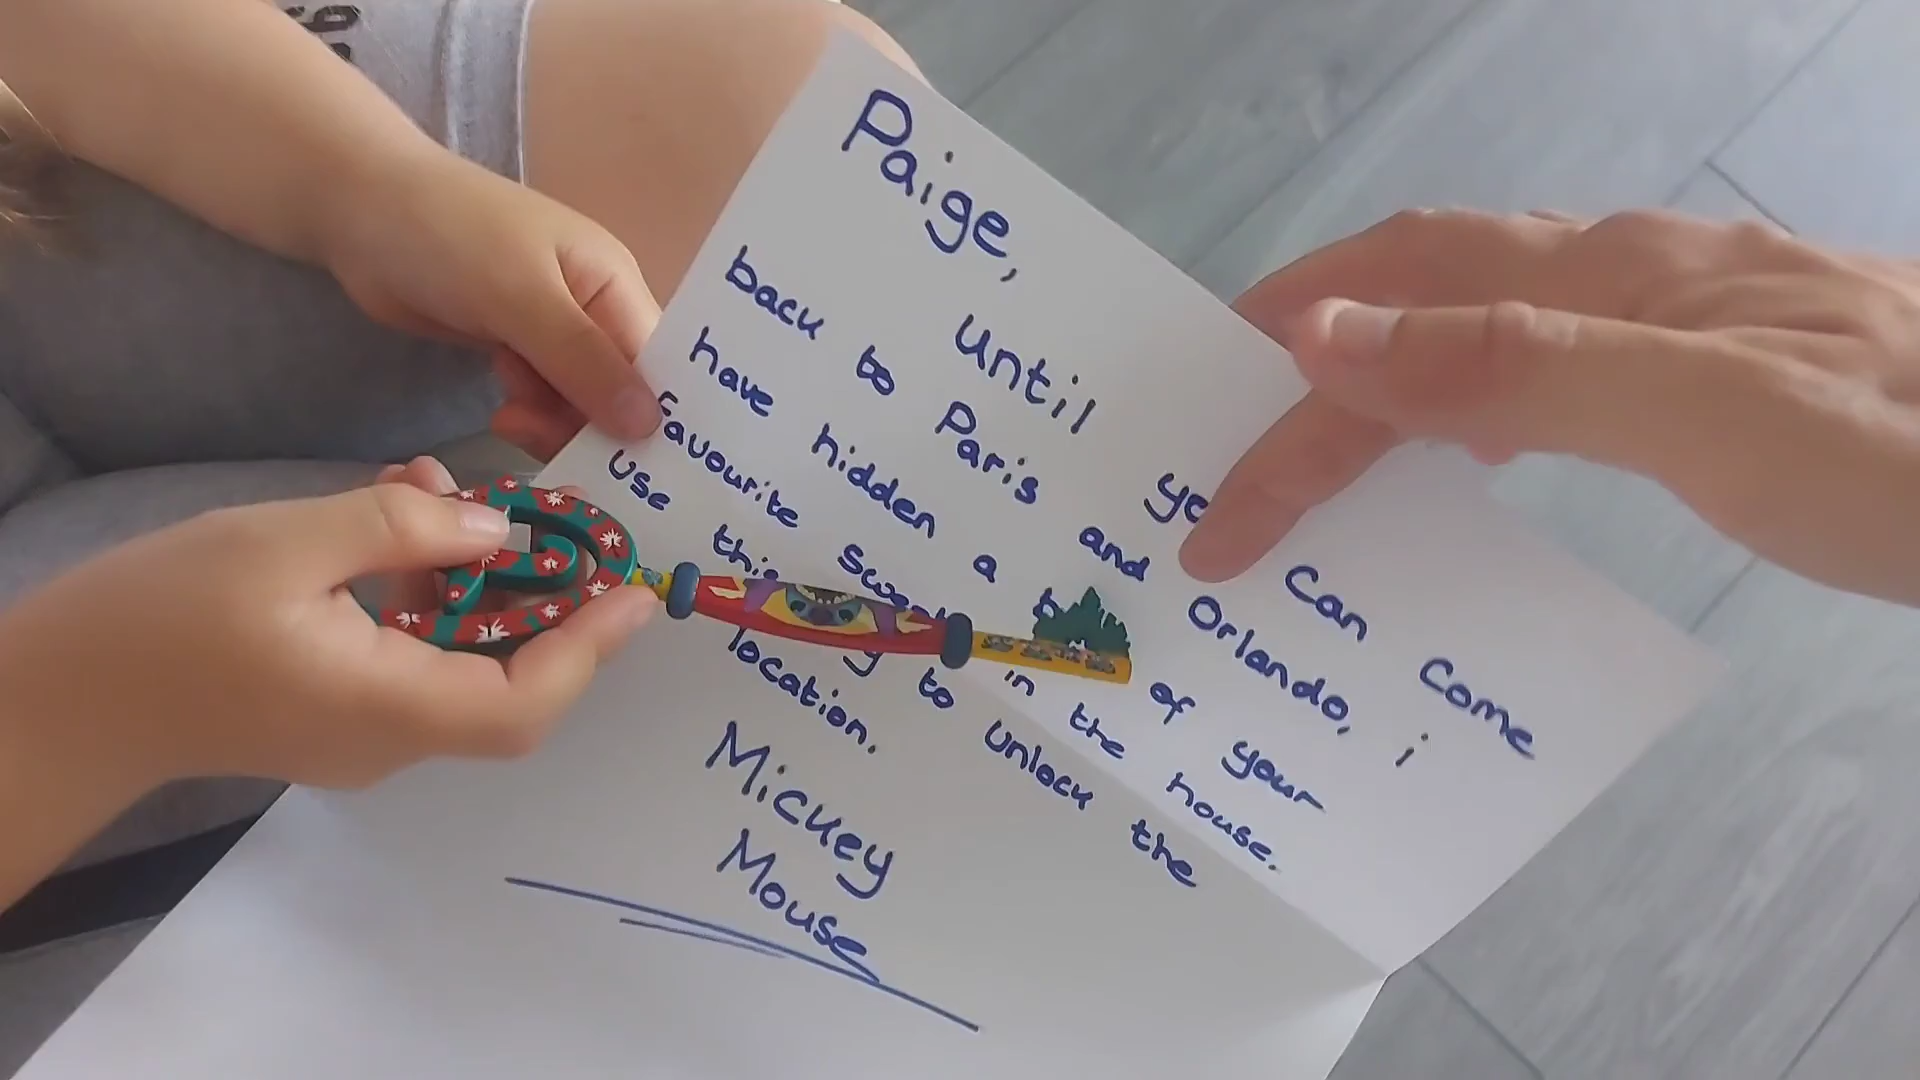 Paige,
Until can come
back to Paris and Orlando, i
have hidden a of your
favourite in the house.
use this to unlock the
location.
Mickey
Mouse